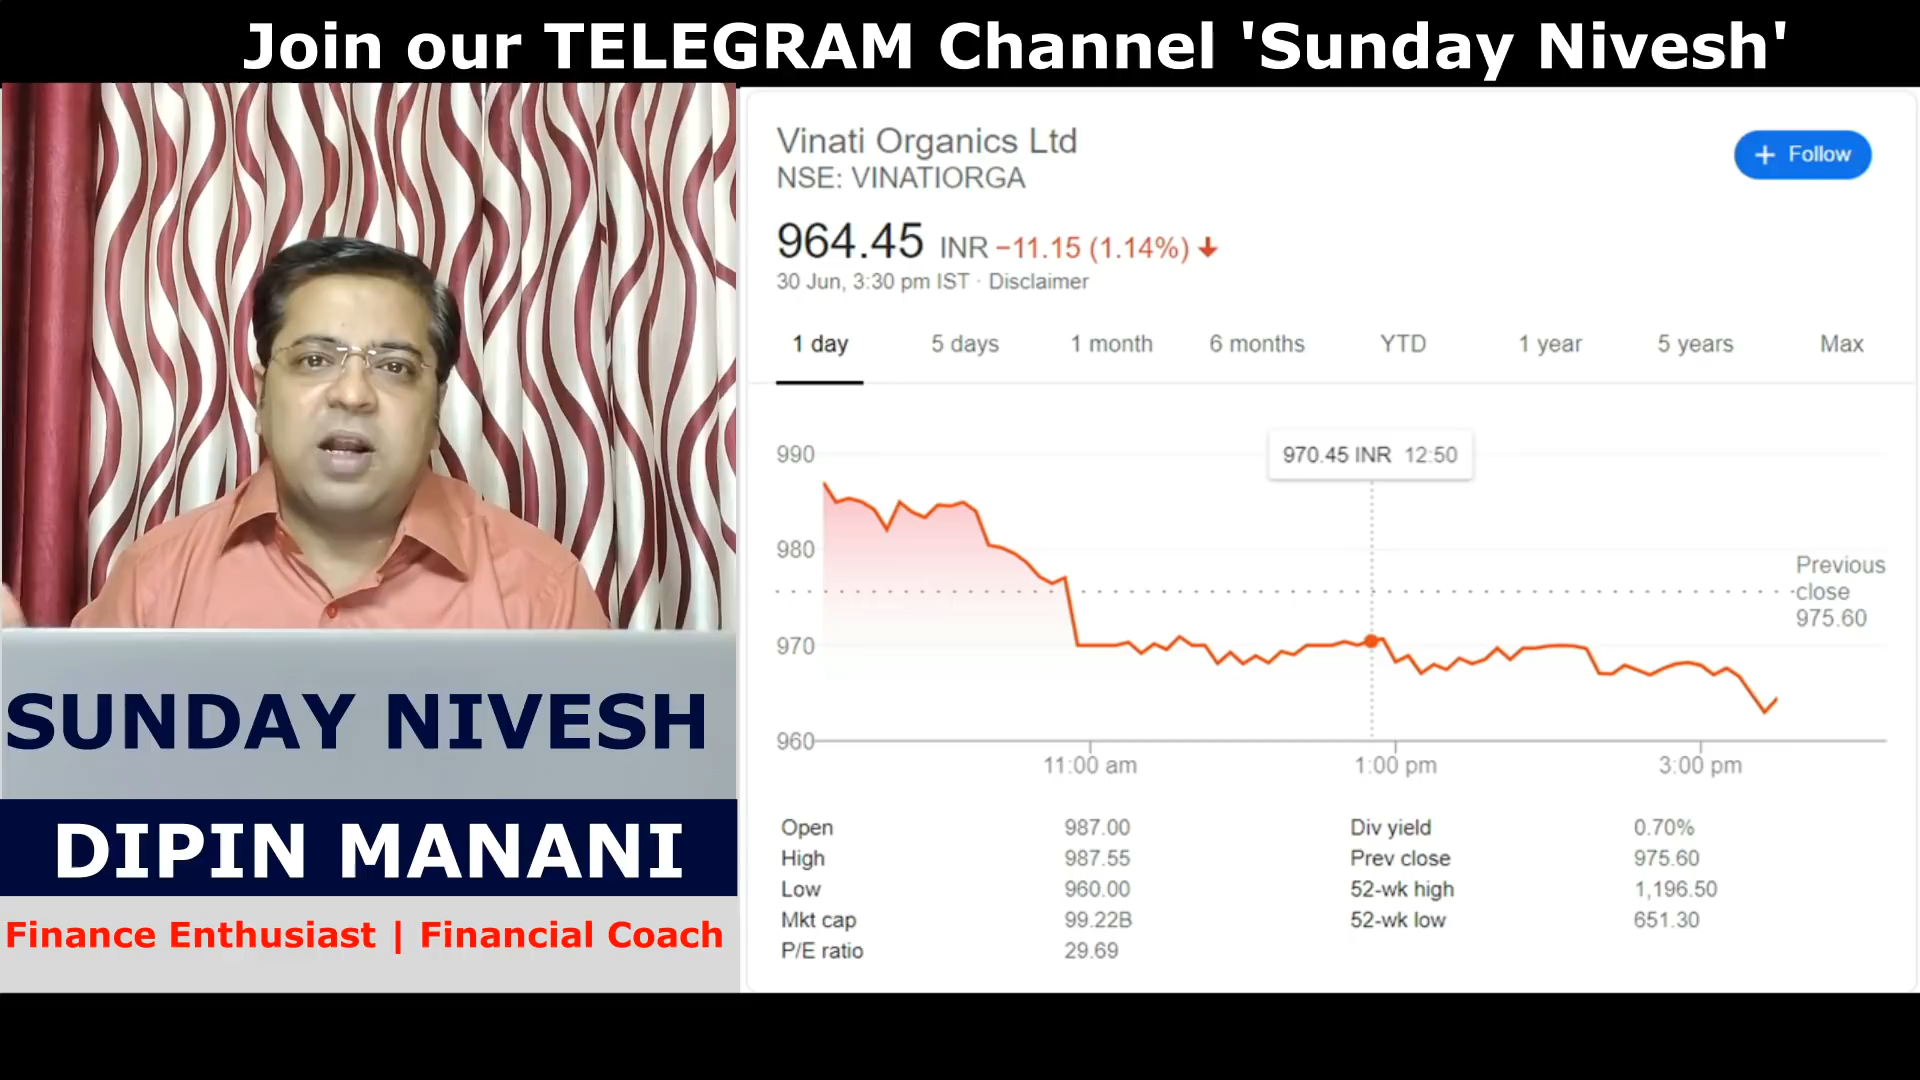 Join our TELEGRAM Channel 'Sunday Nivesh'
SUNDAY NIVESH
DIPIN MANANI
Finance Enthusiast | Financial Coach
Vinati Organics Ltd
NSE: VINATIORGA
+ Follow
964.45 INR −11.15 (1.14%) ↓
30 Jun, 3:30 pm IST · Disclaimer
1 day 5 days 1 month 6 months YTD 1 year 5 years Max
970.45 INR 12:50
990
980
970
960
Previous
close
975.60
11:00 am 1:00 pm 3:00 pm
Open 987.00 Div yield 0.70%
High 987.55 Prev close 975.60
Low 960.00 52-wk high 1,196.50
Mkt cap 99.22B 52-wk low 651.30
P/E ratio 29.69